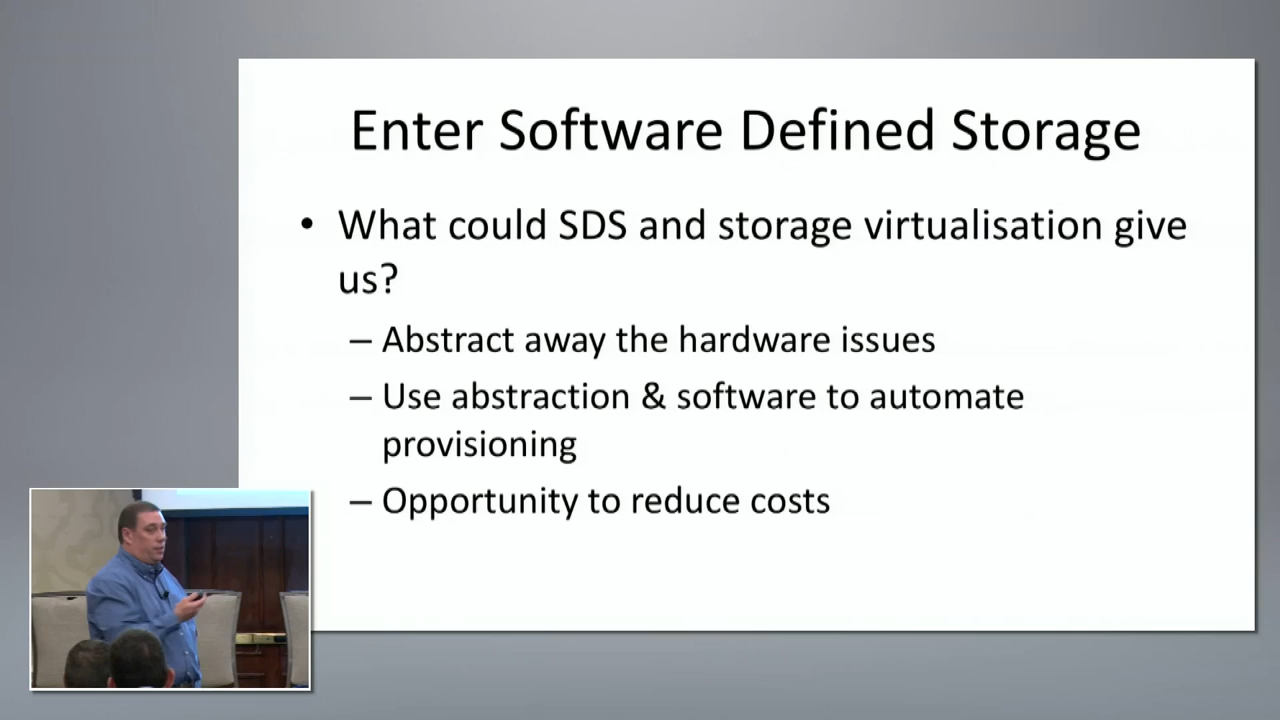 Enter Software Defined Storage
• What could SDS and storage virtualisation give
us?
– Abstract away the hardware issues
– Use abstraction & software to automate
provisioning
– Opportunity to reduce costs